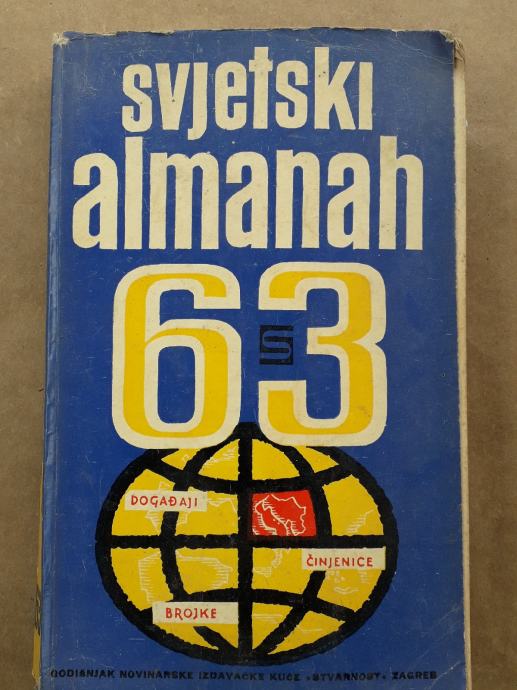 svjetski
almanah
63
S
DOGAĐAJI
ČINJENICE
BROJKE
GODIŠNJAK NOVINARSKE IZDAVAČKE KUĆE »STVARNOST« ZAGREB